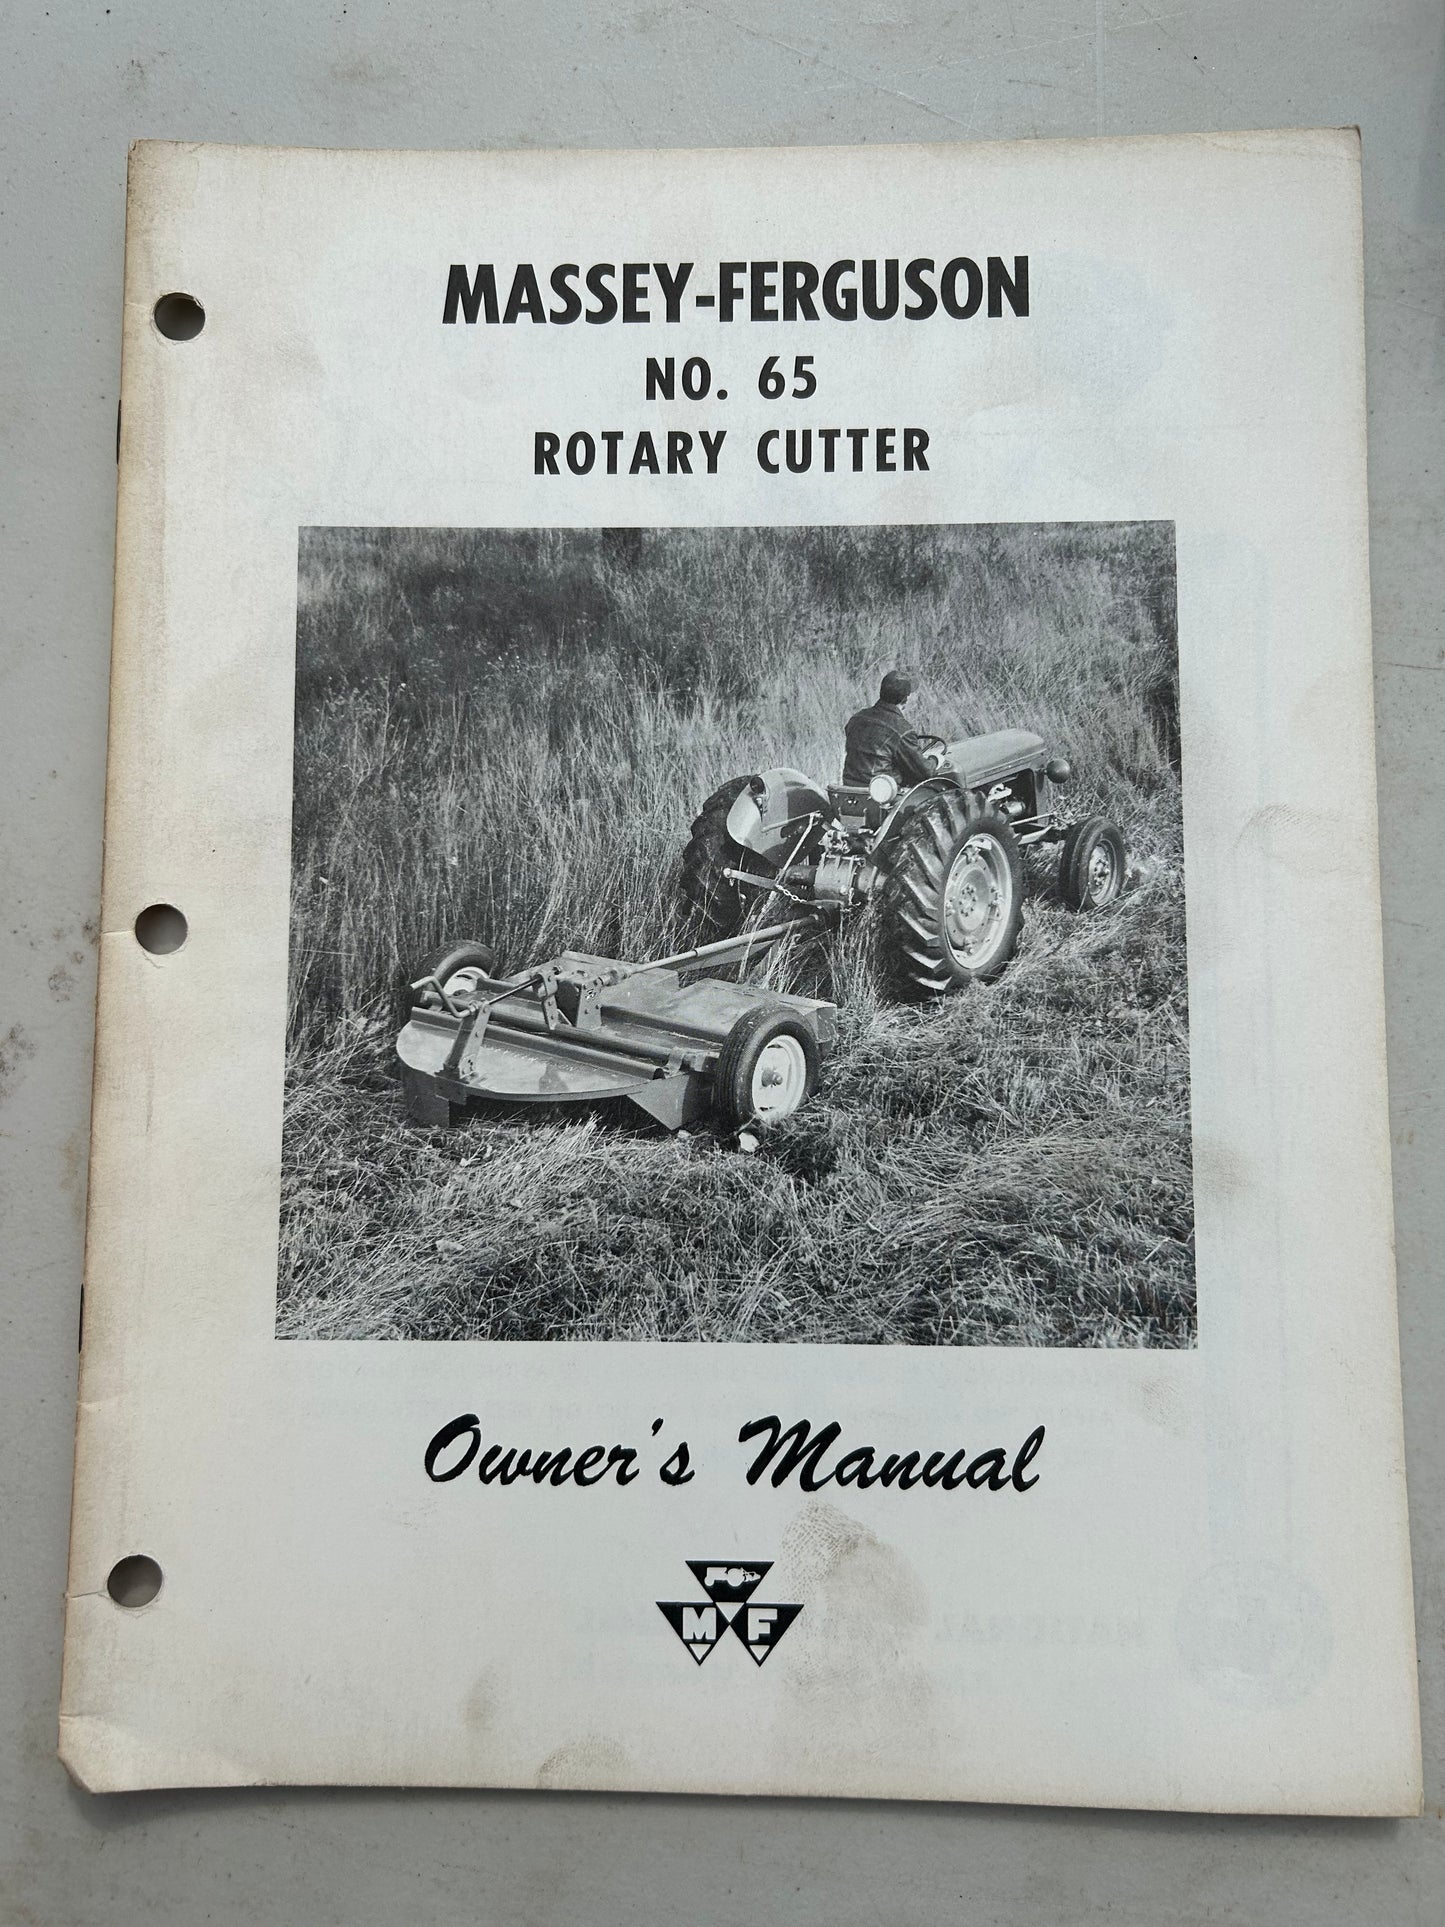 MASSEY-FERGUSON
NO. 65
ROTARY CUTTER
Owner's Manual
M F